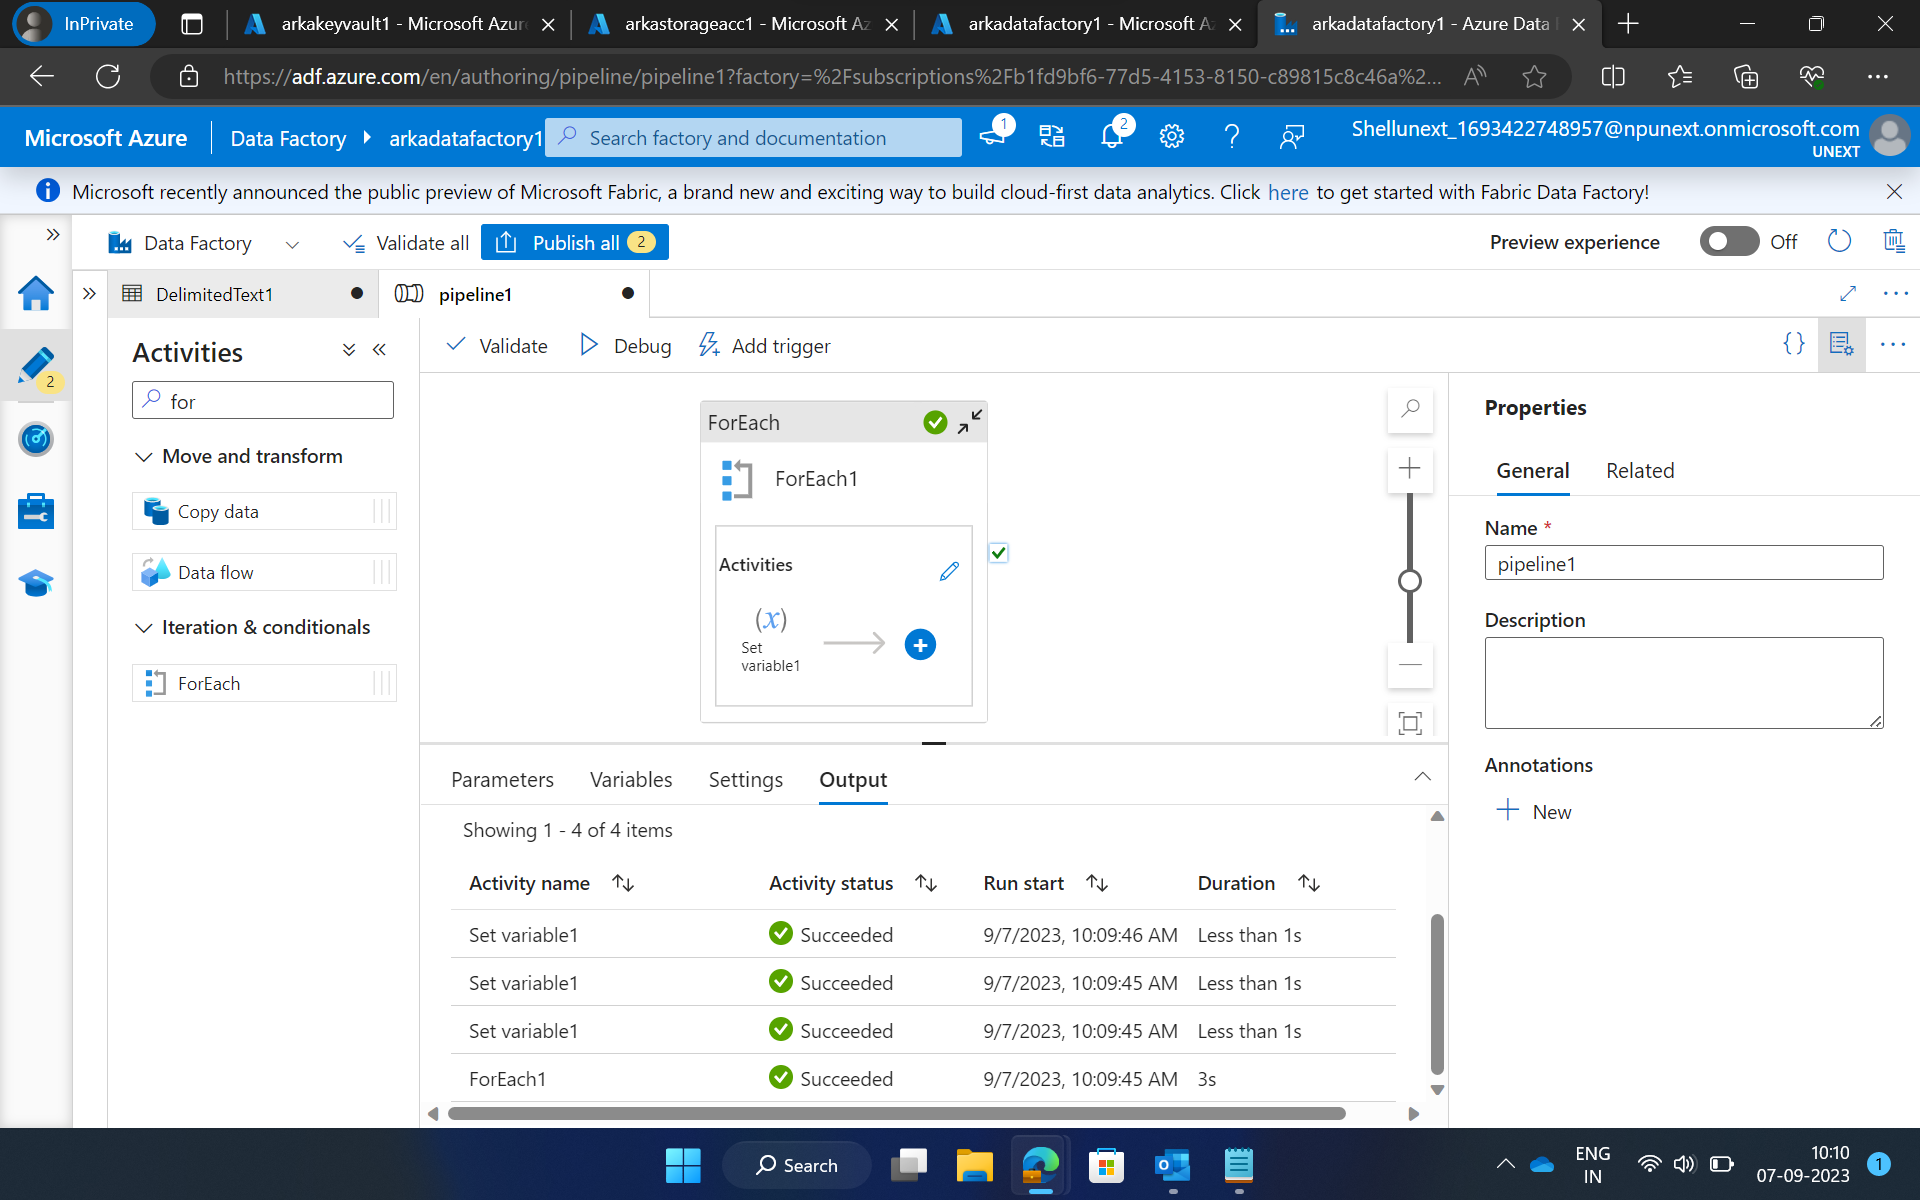 InPrivate
arkakeyvault1 - Microsoft Azur
arkastorageacc1 - Microsoft Az
arkadatafactory1 - Microsoft Az
arkadatafactory1 - Azure Data
https://adf.azure.com/en/authoring/pipeline/pipeline1?factory=%2Fsubscriptions%2Fb1fd9bf6-77d5-4153-8150-c89815c8c46a%2...
Microsoft Azure
Data Factory
arkadatafactory1
Search factory and documentation
1
2
Shellunext_1693422748957@npunext.onmicrosoft.com
UNEXT
Microsoft recently announced the public preview of Microsoft Fabric, a brand new and exciting way to build cloud-first data analytics. Click here to get started with Fabric Data Factory!
Data Factory
Validate all
Publish all 2
Preview experience
Off
DelimitedText1
pipeline1
2
Activities
for
Move and transform
Copy data
Data flow
Iteration & conditionals
ForEach
Validate
Debug
Add trigger
{}
ForEach
ForEach1
Activities
(x)
Set
variable1
Properties
General
Related
Name *
pipeline1
Description
Annotations
New
Parameters
Variables
Settings
Output
Showing 1 - 4 of 4 items
Activity name
Activity status
Run start
Duration
Set variable1 Succeeded 9/7/2023, 10:09:46 AM Less than 1s
Set variable1 Succeeded 9/7/2023, 10:09:45 AM Less than 1s
Set variable1 Succeeded 9/7/2023, 10:09:45 AM Less than 1s
ForEach1 Succeeded 9/7/2023, 10:09:45 AM 3s
Search
ENG
IN
10:10
07-09-2023
1